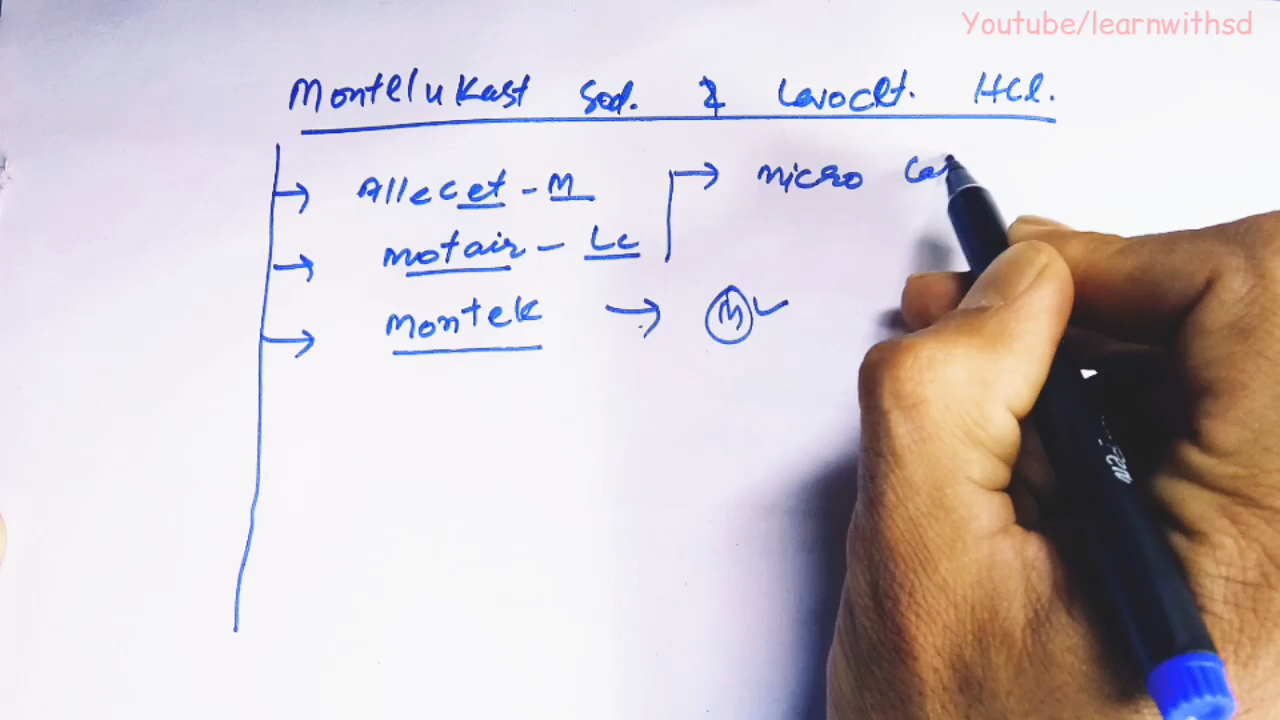 Youtube/learnwithsd
Montelukast Sod. & Levocet. HCl.
→ Allecet - M
→ motair - Lc
→ Montek → M ✓
→ micro